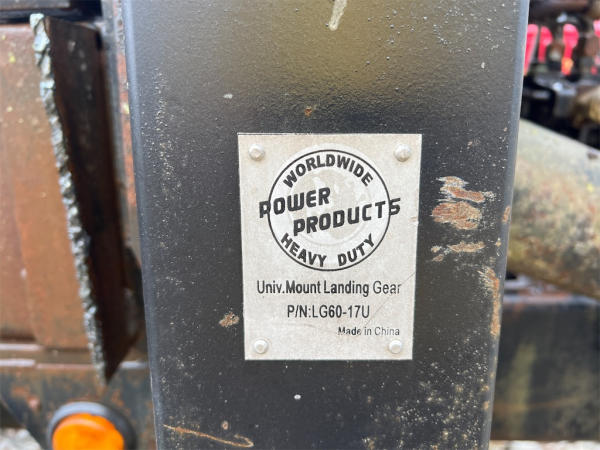 WORLDWIDE
POWER
PRODUCTS
HEAVY DUTY
Univ.Mount Landing Gear
P/N:LG60-17U
Made in China